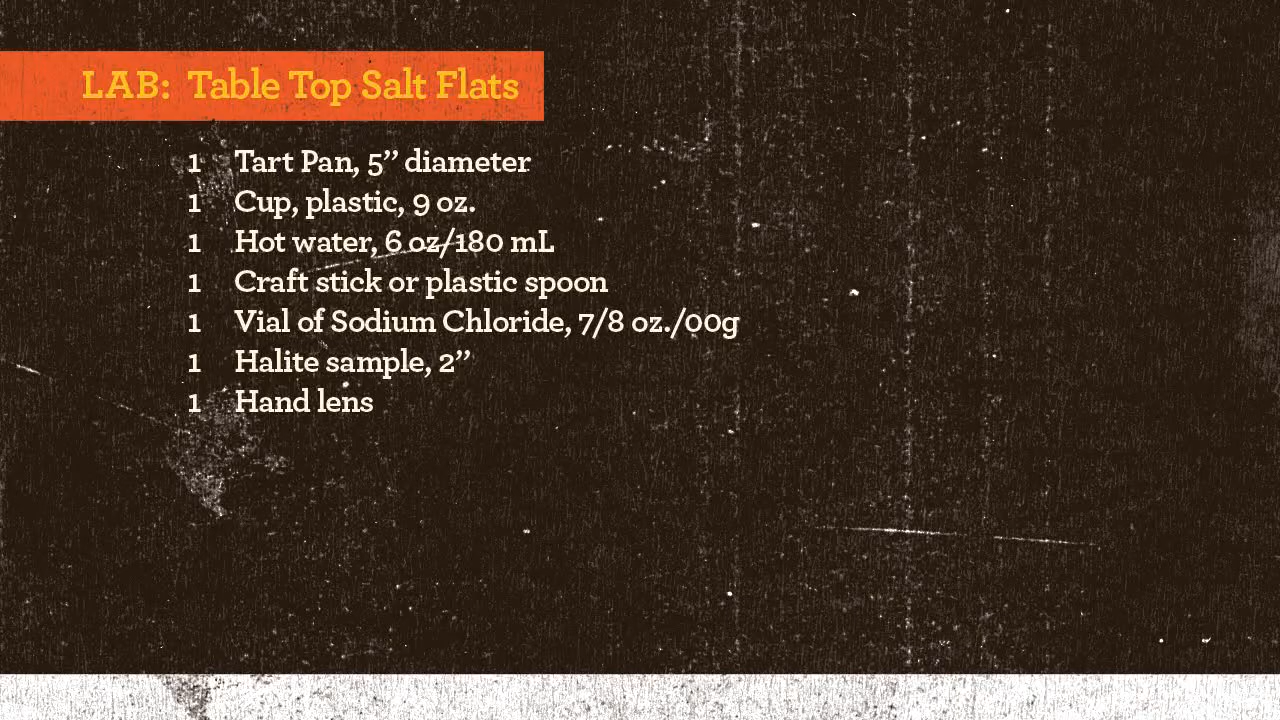 LAB: Table Top Salt Flats
1 Tart Pan, 5’’ diameter
1 Cup, plastic, 9 oz.
1 Hot water, 6 oz/180 mL
1 Craft stick or plastic spoon
1 Vial of Sodium Chloride, 7/8 oz./00g
1 Halite sample, 2’’
1 Hand lens